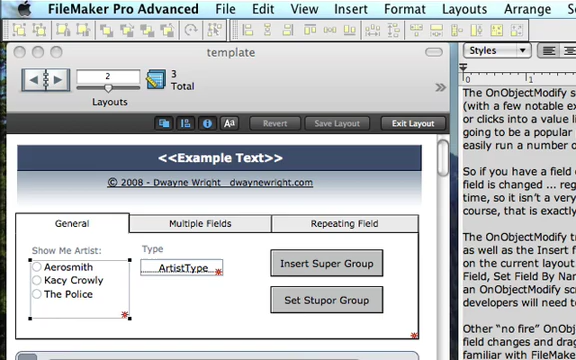 FileMaker Pro Advanced File Edit View Insert Format Layouts Arrange
template
2
3
Total
Layouts
Styles
Aa Revert Save Layout Exit Layout
0 1
<<Example Text>>
© 2008 - Dwayne Wright dwaynewright.com
General Multiple Fields Repeating Field
Show Me Artist:
Aerosmith
Kacy Crowly
The Police
Type
ArtistType
Insert Super Group
Set Stupor Group
The OnObjectModify s
(with a few notable ex
or clicks into a value li
going to be a popular
easily run a number o
So if you have a field o
field is changed ... reg
time, so it isn't a very
course, that is exactly
The OnObjectModify tr
as well as the Insert f
on the current layout
Field, Set Field By Nam
an OnObjectModify sc
developers will need t
Other "no fire" OnObj
field changes and drag
familiar with FileMake